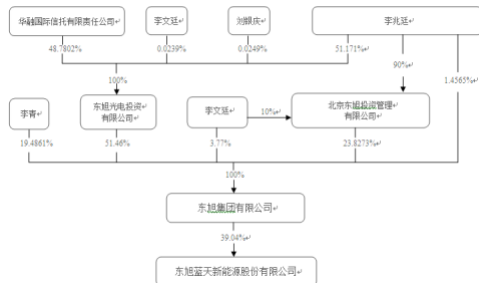 华融国际信托有限责任公司
李文廷
刘银庆
李兆廷
48.7802%
0.0239%
0.0249%
51.171%
100%
90%
1.4565%
李青
东旭光电投资
有限公司
李文廷
10%
北京东旭投资管理
有限公司
19.4861%
51.46%
3.77%
23.8273%
100%
东旭集团有限公司
39.04%
东旭蓝天新能源股份有限公司